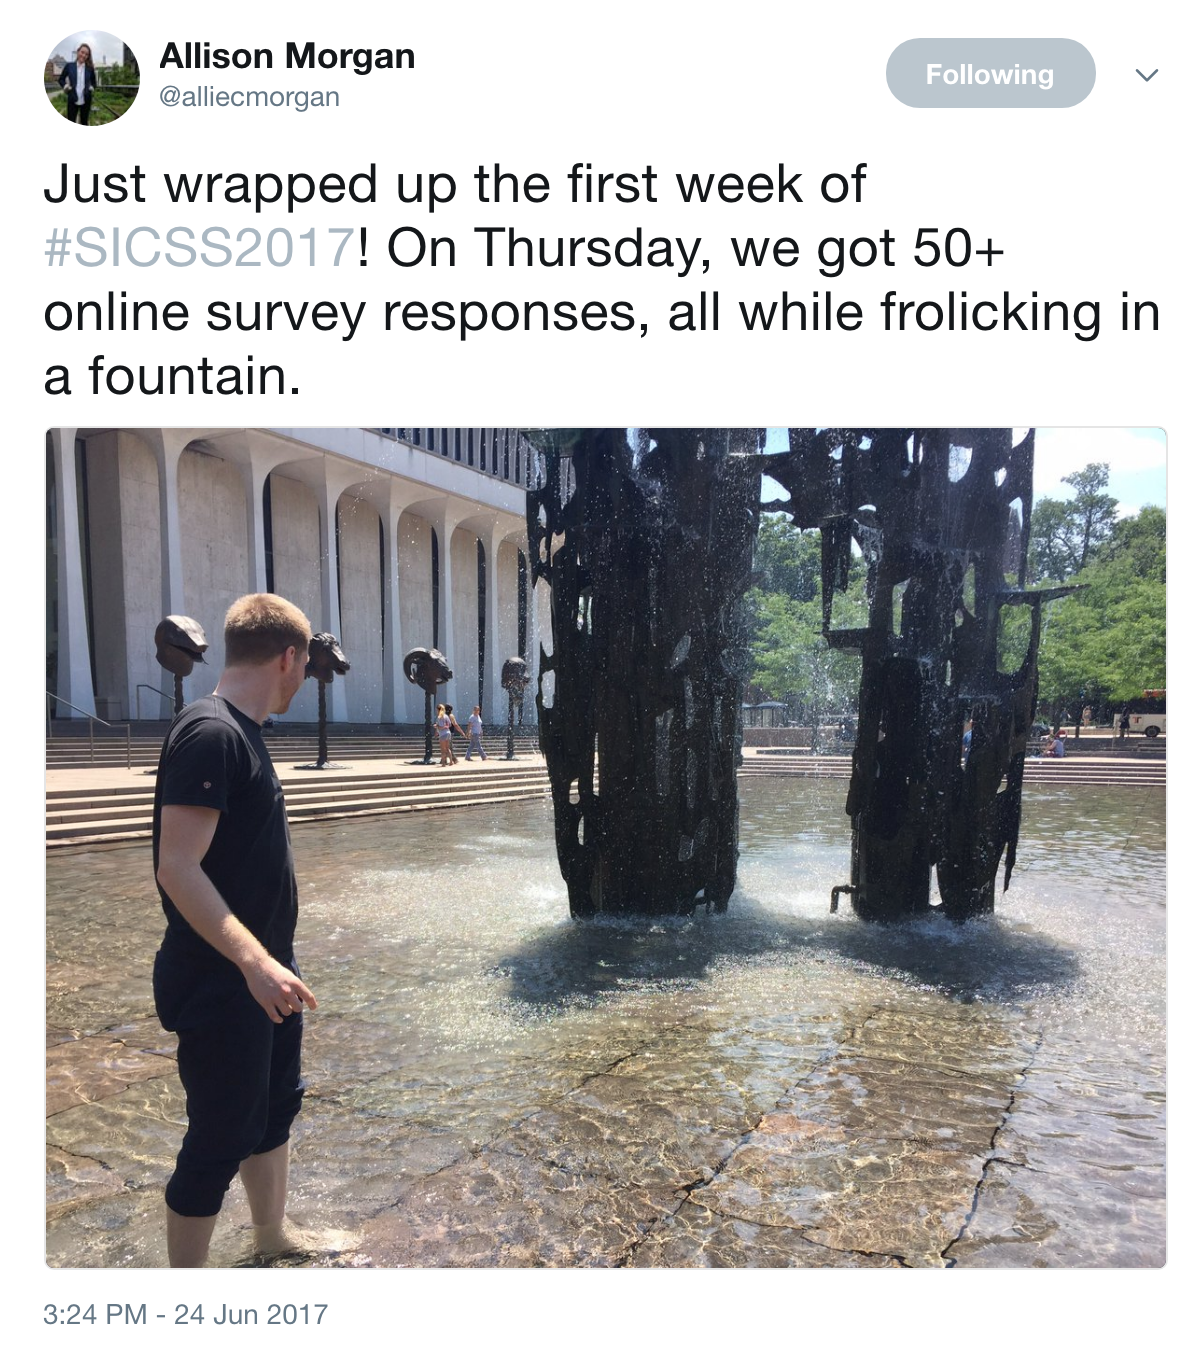 Allison Morgan
@alliecmorgan
Following
Just wrapped up the first week of
#SICSS2017! On Thursday, we got 50+
online survey responses, all while frolicking in
a fountain.
3:24 PM - 24 Jun 2017